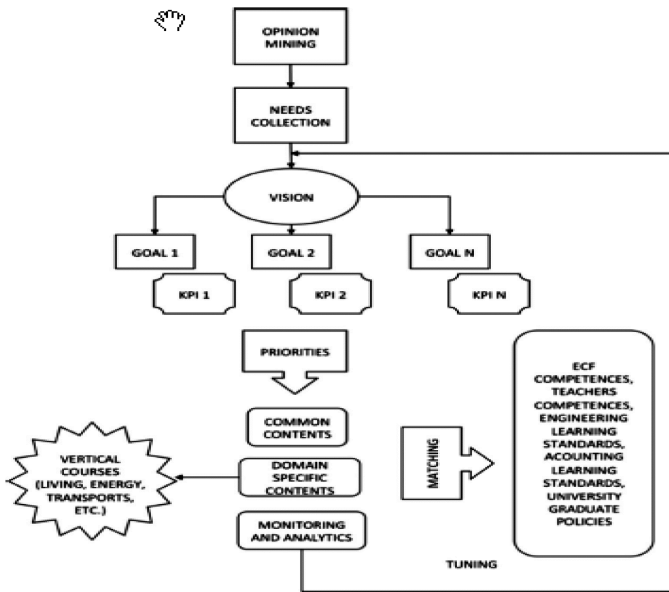 OPINION
MINING
NEEDS
COLLECTION
VISION
GOAL 1
GOAL 2
GOAL N
KPI 1
KPI 2
KPI N
PRIORITIES
COMMON
CONTENTS
DOMAIN
SPECIFIC
CONTENTS
MONITORING
AND ANALYTICS
VERTICAL
COURSES
(LIVING, ENERGY,
TRANSPORTS,
ETC.)
MATCHING
ECF
COMPETENCES,
TEACHERS
COMPETENCES,
ENGINEERING
LEARNING
STANDARDS,
ACOUNTING
LEARNING
STANDARDS,
UNIVERSITY
GRADUATE
POLICIES
TUNING